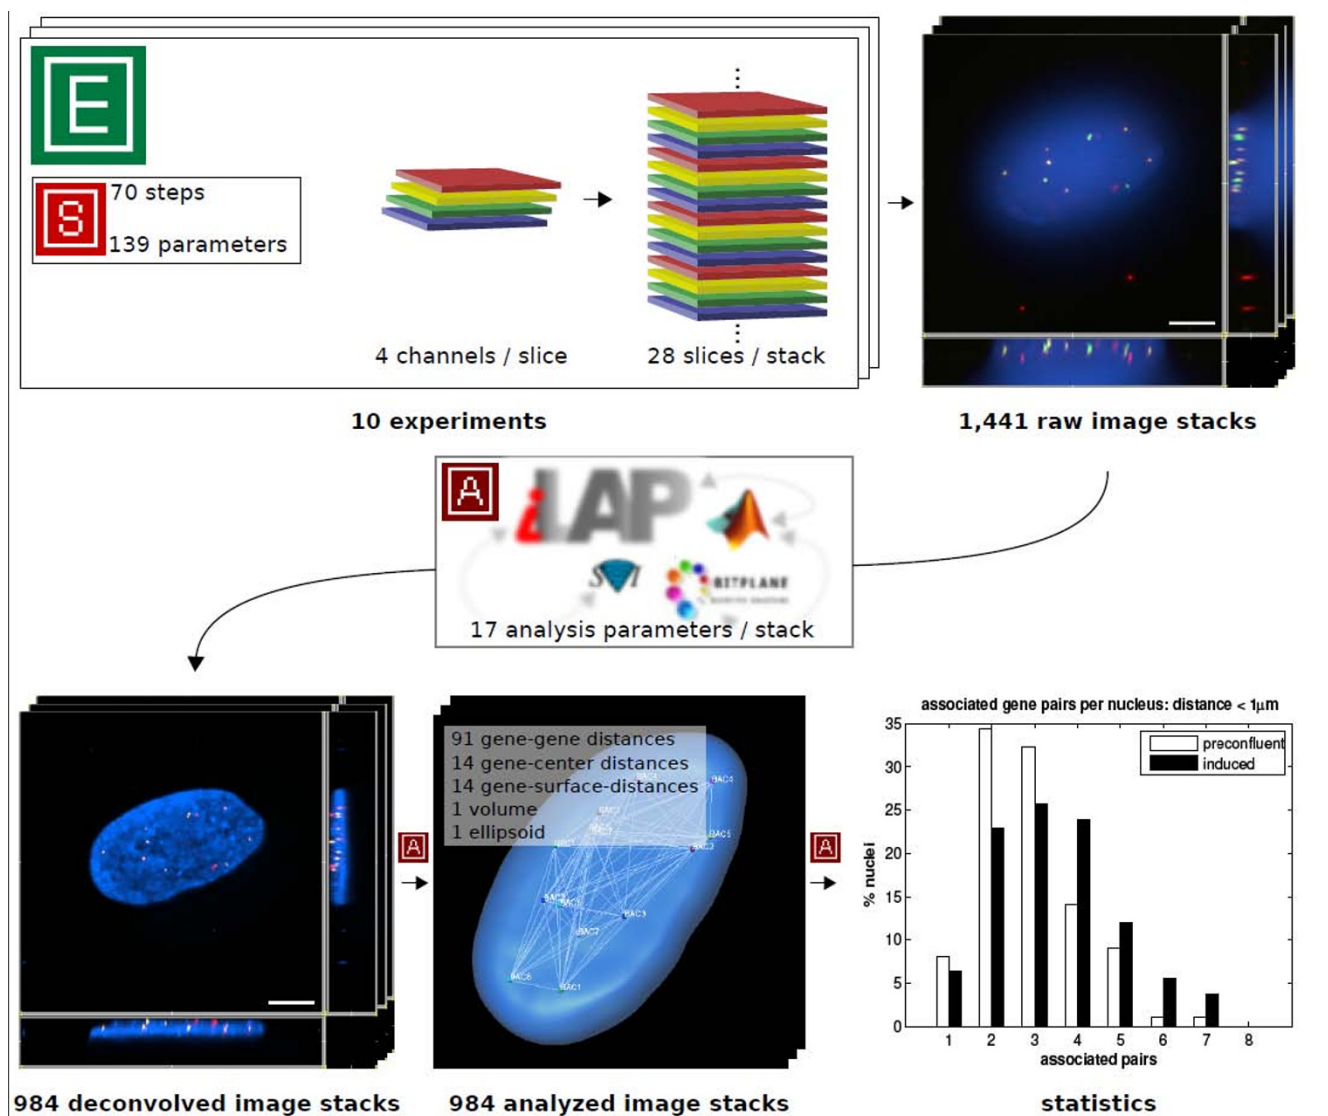 E
S
70 steps
139 parameters
4 channels / slice
28 slices / stack
10 experiments
1,441 raw image stacks
A
iLAP
SVI
BITPLANE
17 analysis parameters / stack
91 gene-gene distances
14 gene-center distances
14 gene-surface-distances
1 volume
1 ellipsoid
BAC4
BAC5
BAC3
BAC7
BAC1
A
A
associated gene pairs per nucleus: distance < 1μm
preconfluent
induced
% nuclei
35
30
25
20
15
10
5
0
1 2 3 4 5 6 7 8
associated pairs
984 deconvolved image stacks
984 analyzed image stacks
statistics